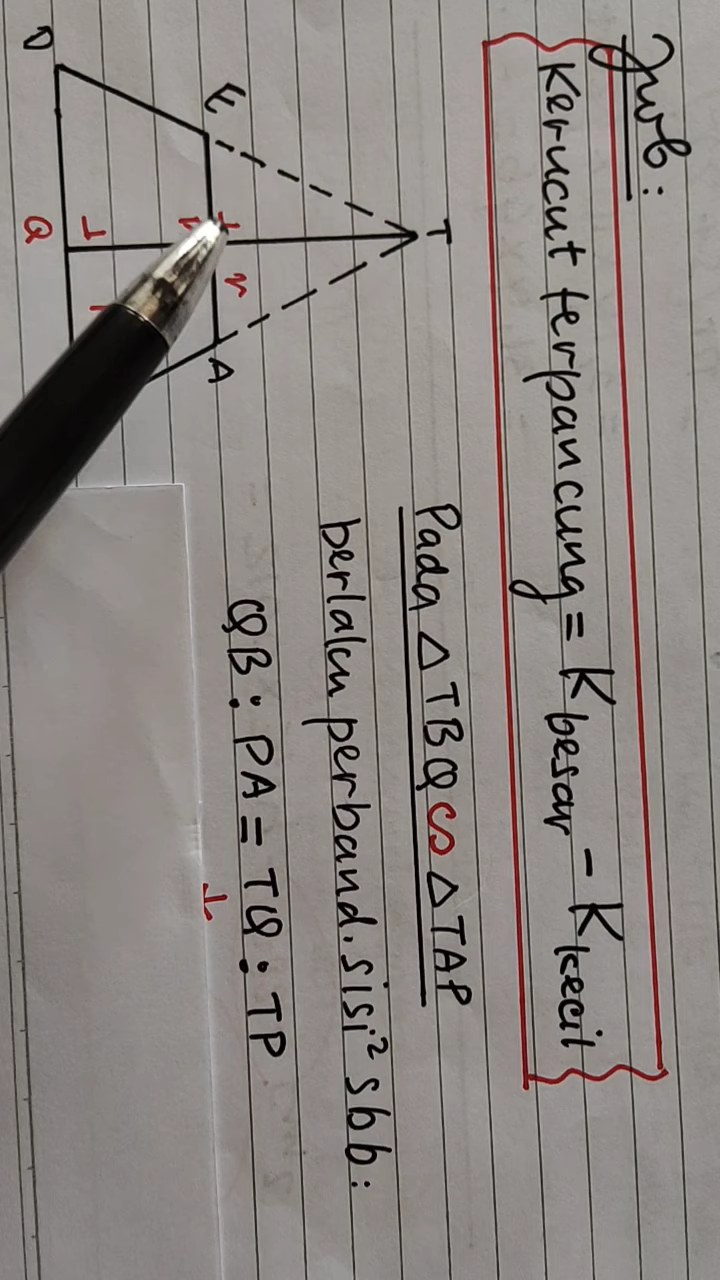 Jwb:
Kerucut terpancung = K besar - K kecil
Pada △TBQ ∽ △TAP
berlaku perband. sisi² sbb:
QB : PA = TQ : TP
T
E
r
A
D
Q